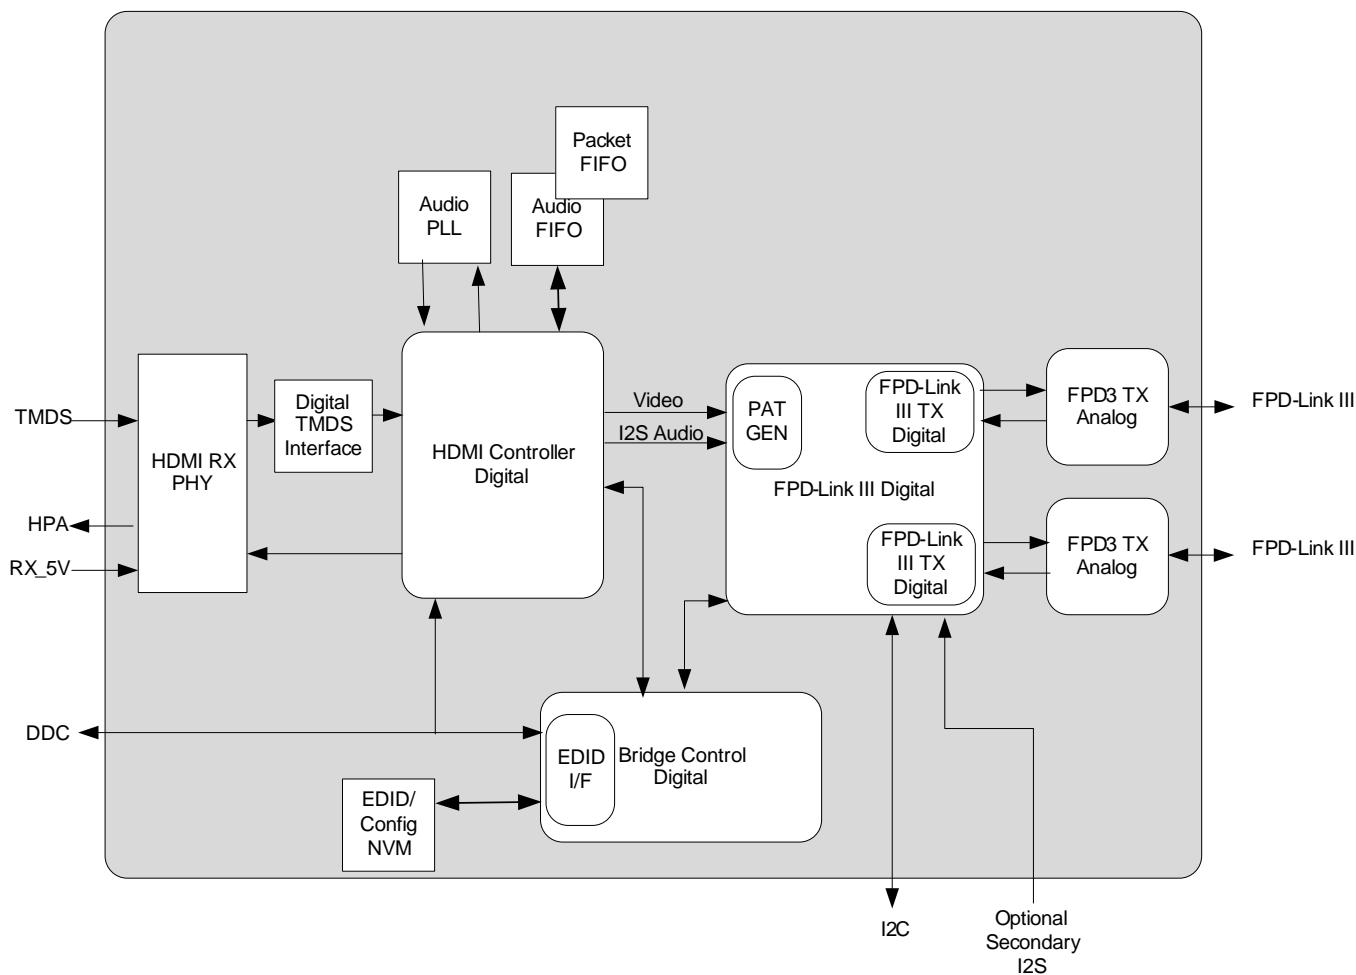 Packet
FIFO
Audio
PLL
Audio
FIFO
TMDS
HPA
RX_5V
HDMI RX
PHY
Digital
TMDS
Interface
HDMI Controller
Digital
Video
I2S Audio
PAT
GEN
FPD-Link
III TX
Digital
FPD-Link III Digital
FPD-Link
III TX
Digital
FPD3 TX
Analog
FPD-Link III
FPD3 TX
Analog
FPD-Link III
DDC
EDID
I/F
Bridge Control
Digital
EDID/
Config
NVM
I2C
Optional
Secondary
I2S